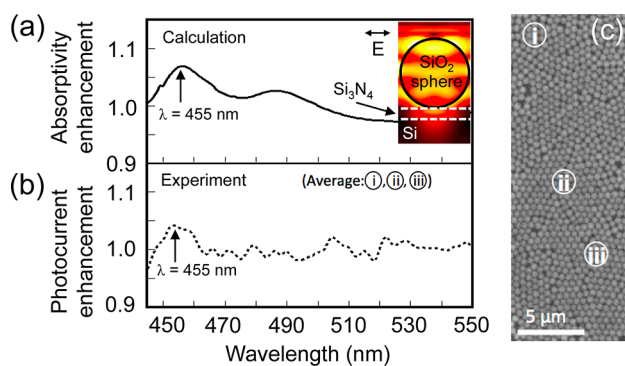 (a)
Absorptivity
enhancement
1.1
1.0
0.9
Calculation
λ = 455 nm
E
SiO2
sphere
Si3N4
Si
(b)
Photocurrent
enhancement
1.1
1.0
0.9
Experiment
(Average:ⓘ,ⅱ,ⅲ)
λ = 455 nm
450 470 490 510 530 550
Wavelength (nm)
(c)
i
ii
iii
5 μm